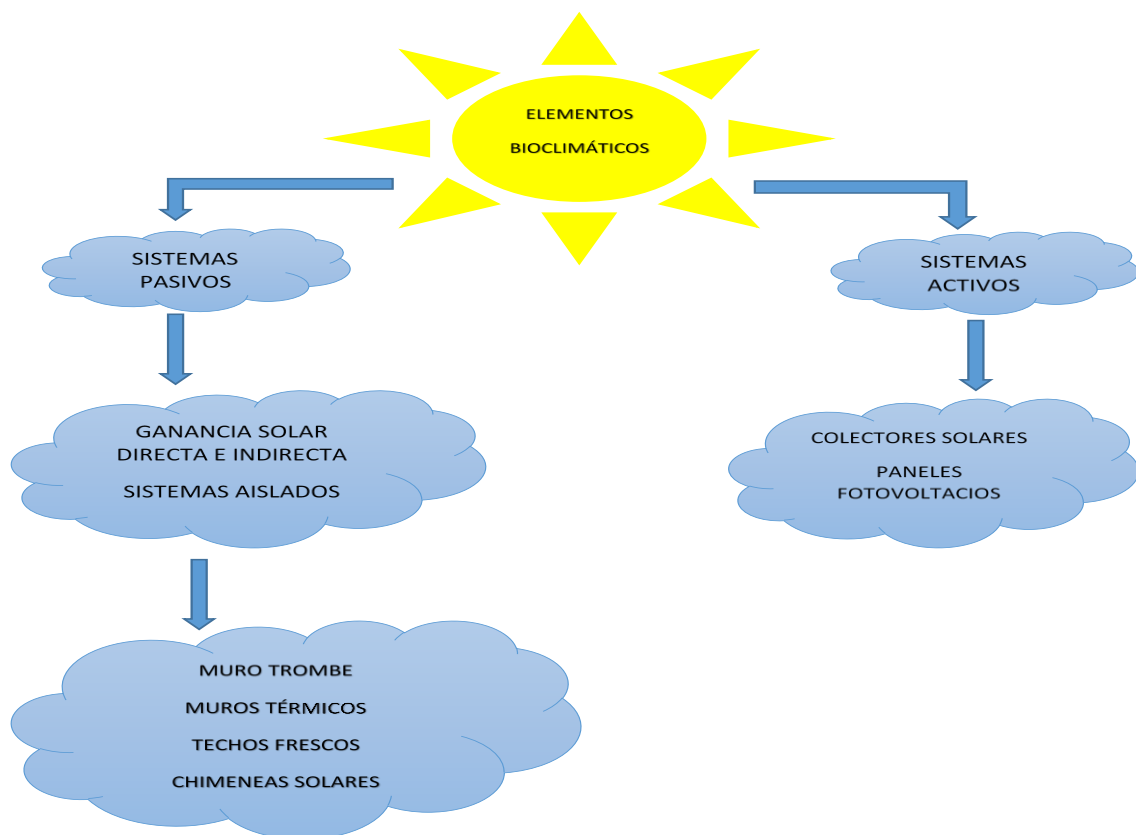 ELEMENTOS
BIOCLIMÁTICOS
SISTEMAS
PASIVOS
SISTEMAS
ACTIVOS
GANANCIA SOLAR
DIRECTA E INDIRECTA
SISTEMAS AISLADOS
COLECTORES SOLARES
PANELES
FOTOVOLTACIOS
MURO TROMBE
MUROS TÉRMICOS
TECHOS FRESCOS
CHIMENEAS SOLARES